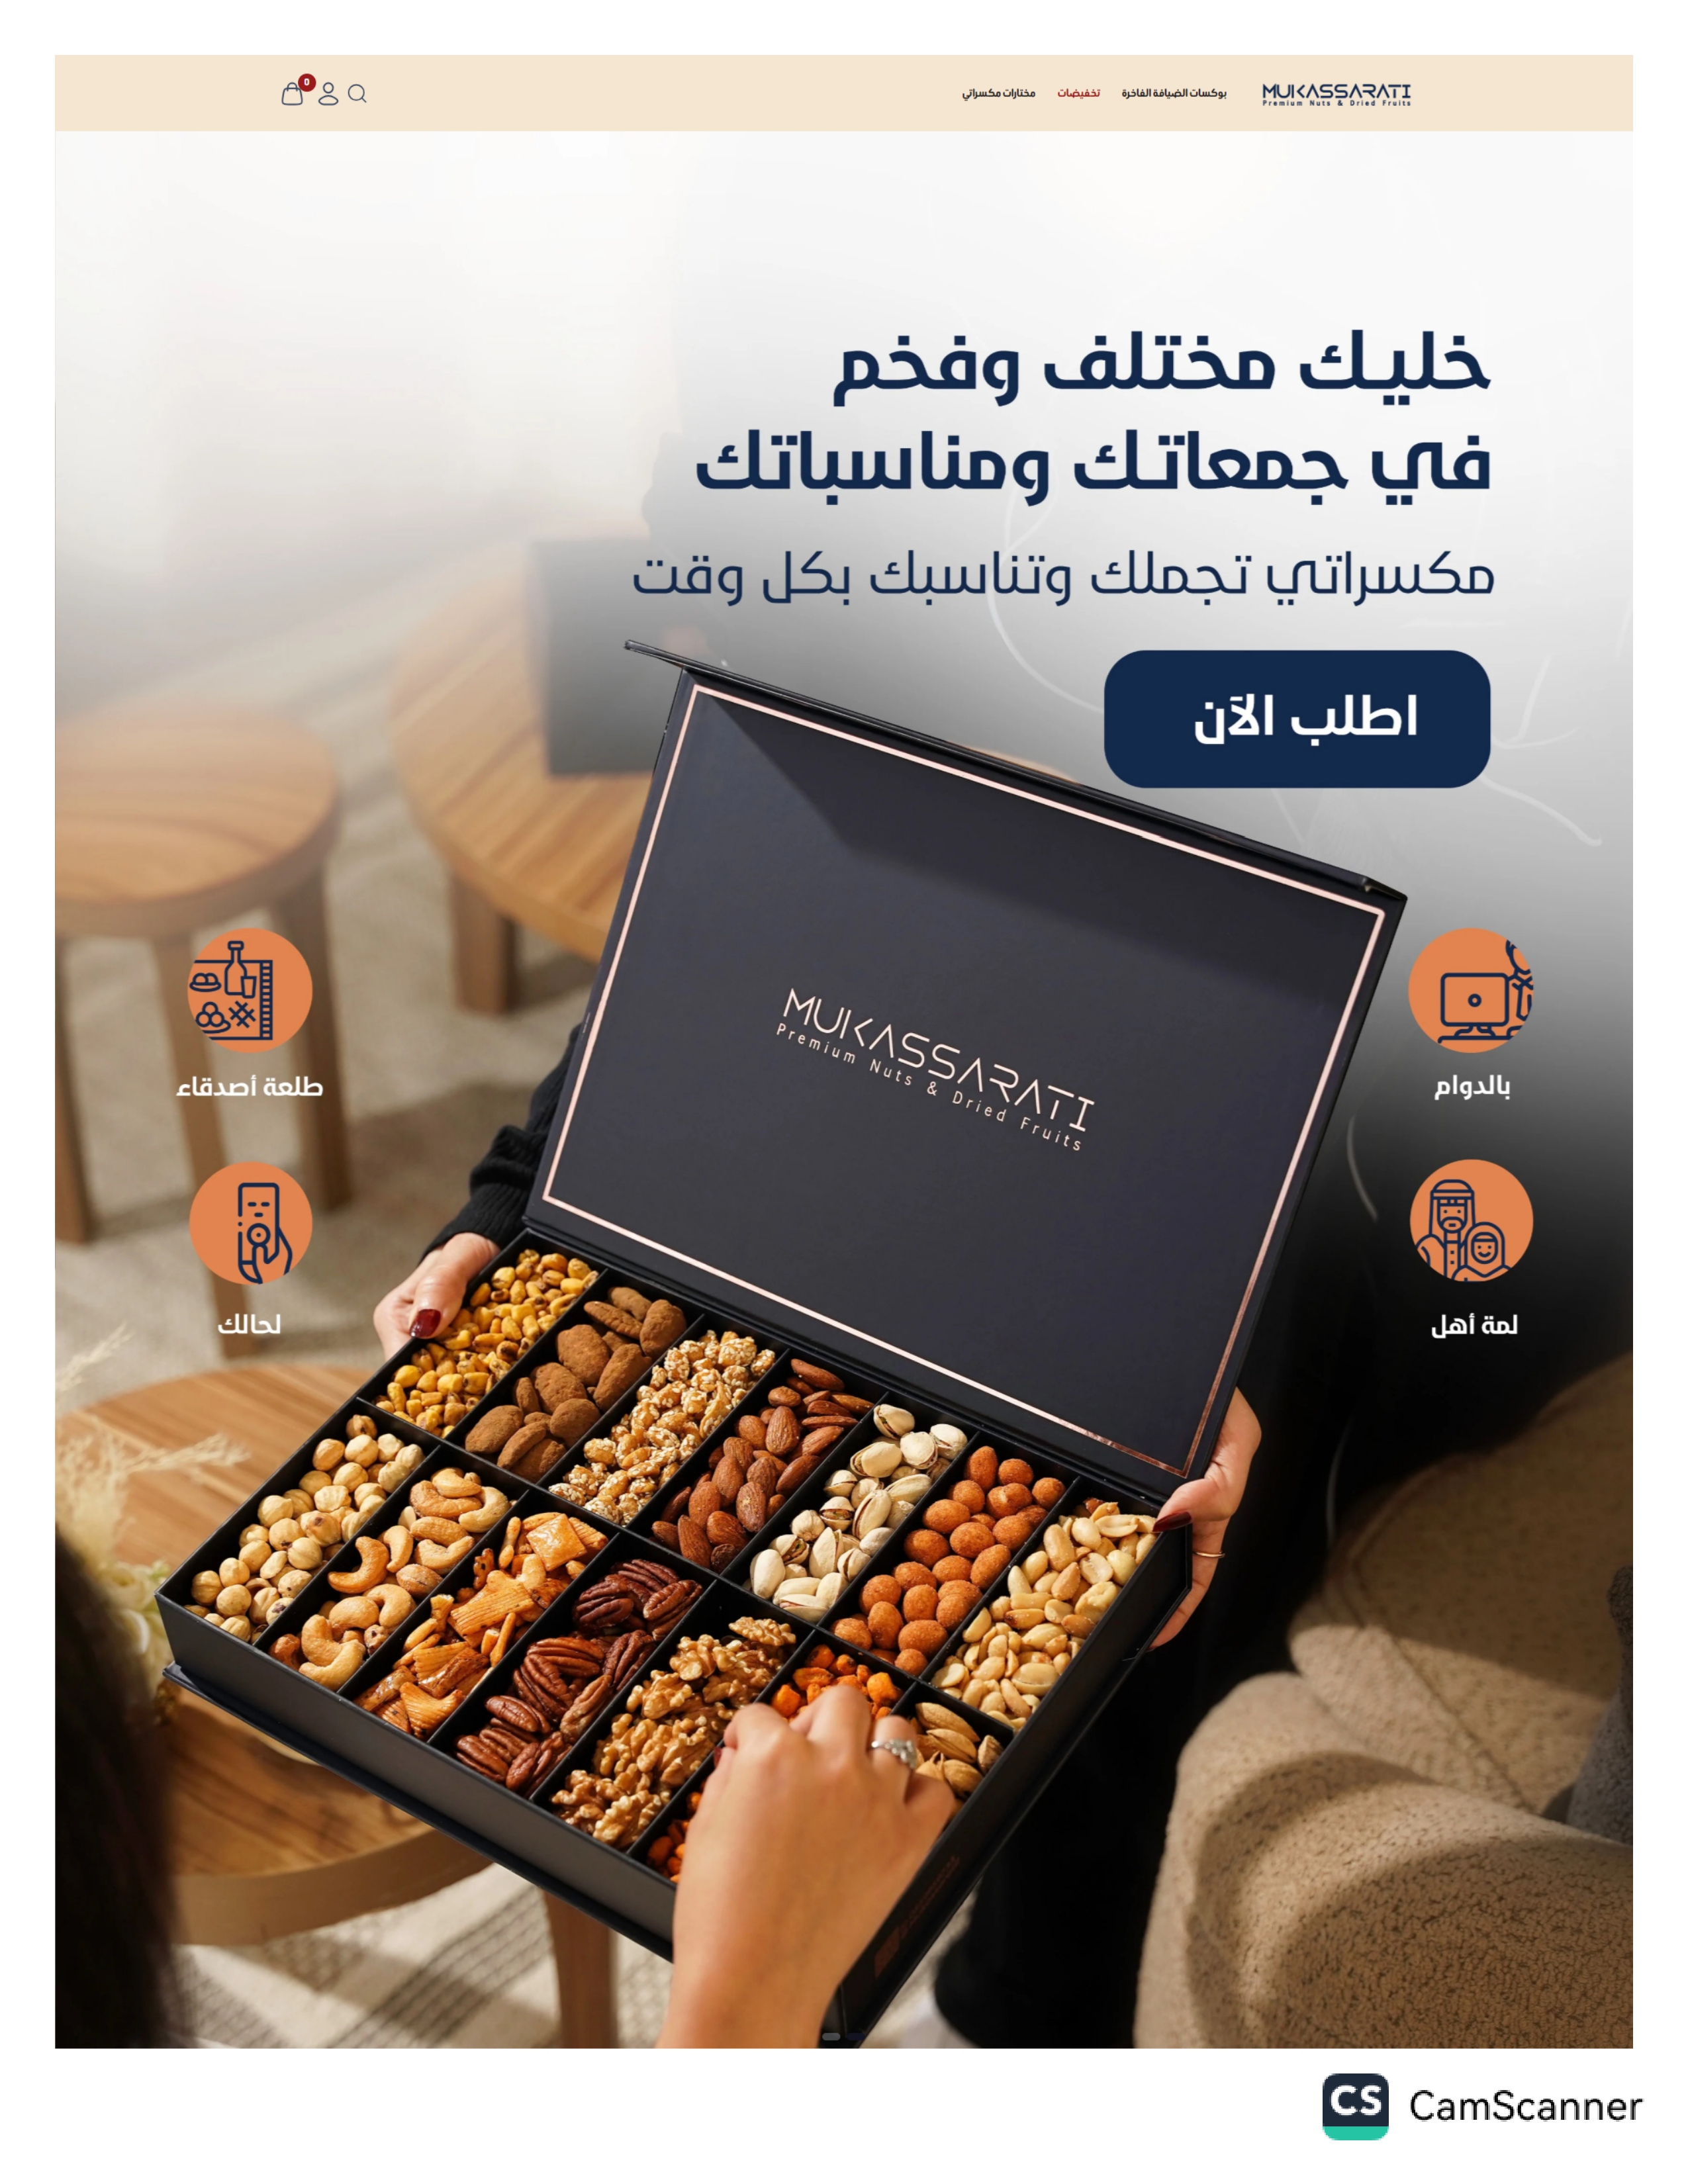 MUKASSARATI
Premium Nuts & Dried Fruits
بوكسات الضيافة الفاخرة
تخفيضات
مختارات مكسراتي
0
خليك مختلف وفخم
في جمعاتك ومناسباتك
مكسراتي تجملك وتناسبك بكل وقت
اطلب الآن
MUKASSARATI
Premium Nuts & Dried Fruits
بالدوام
طلعة أصدقاء
لمة أهل
لحالك
CS CamScanner